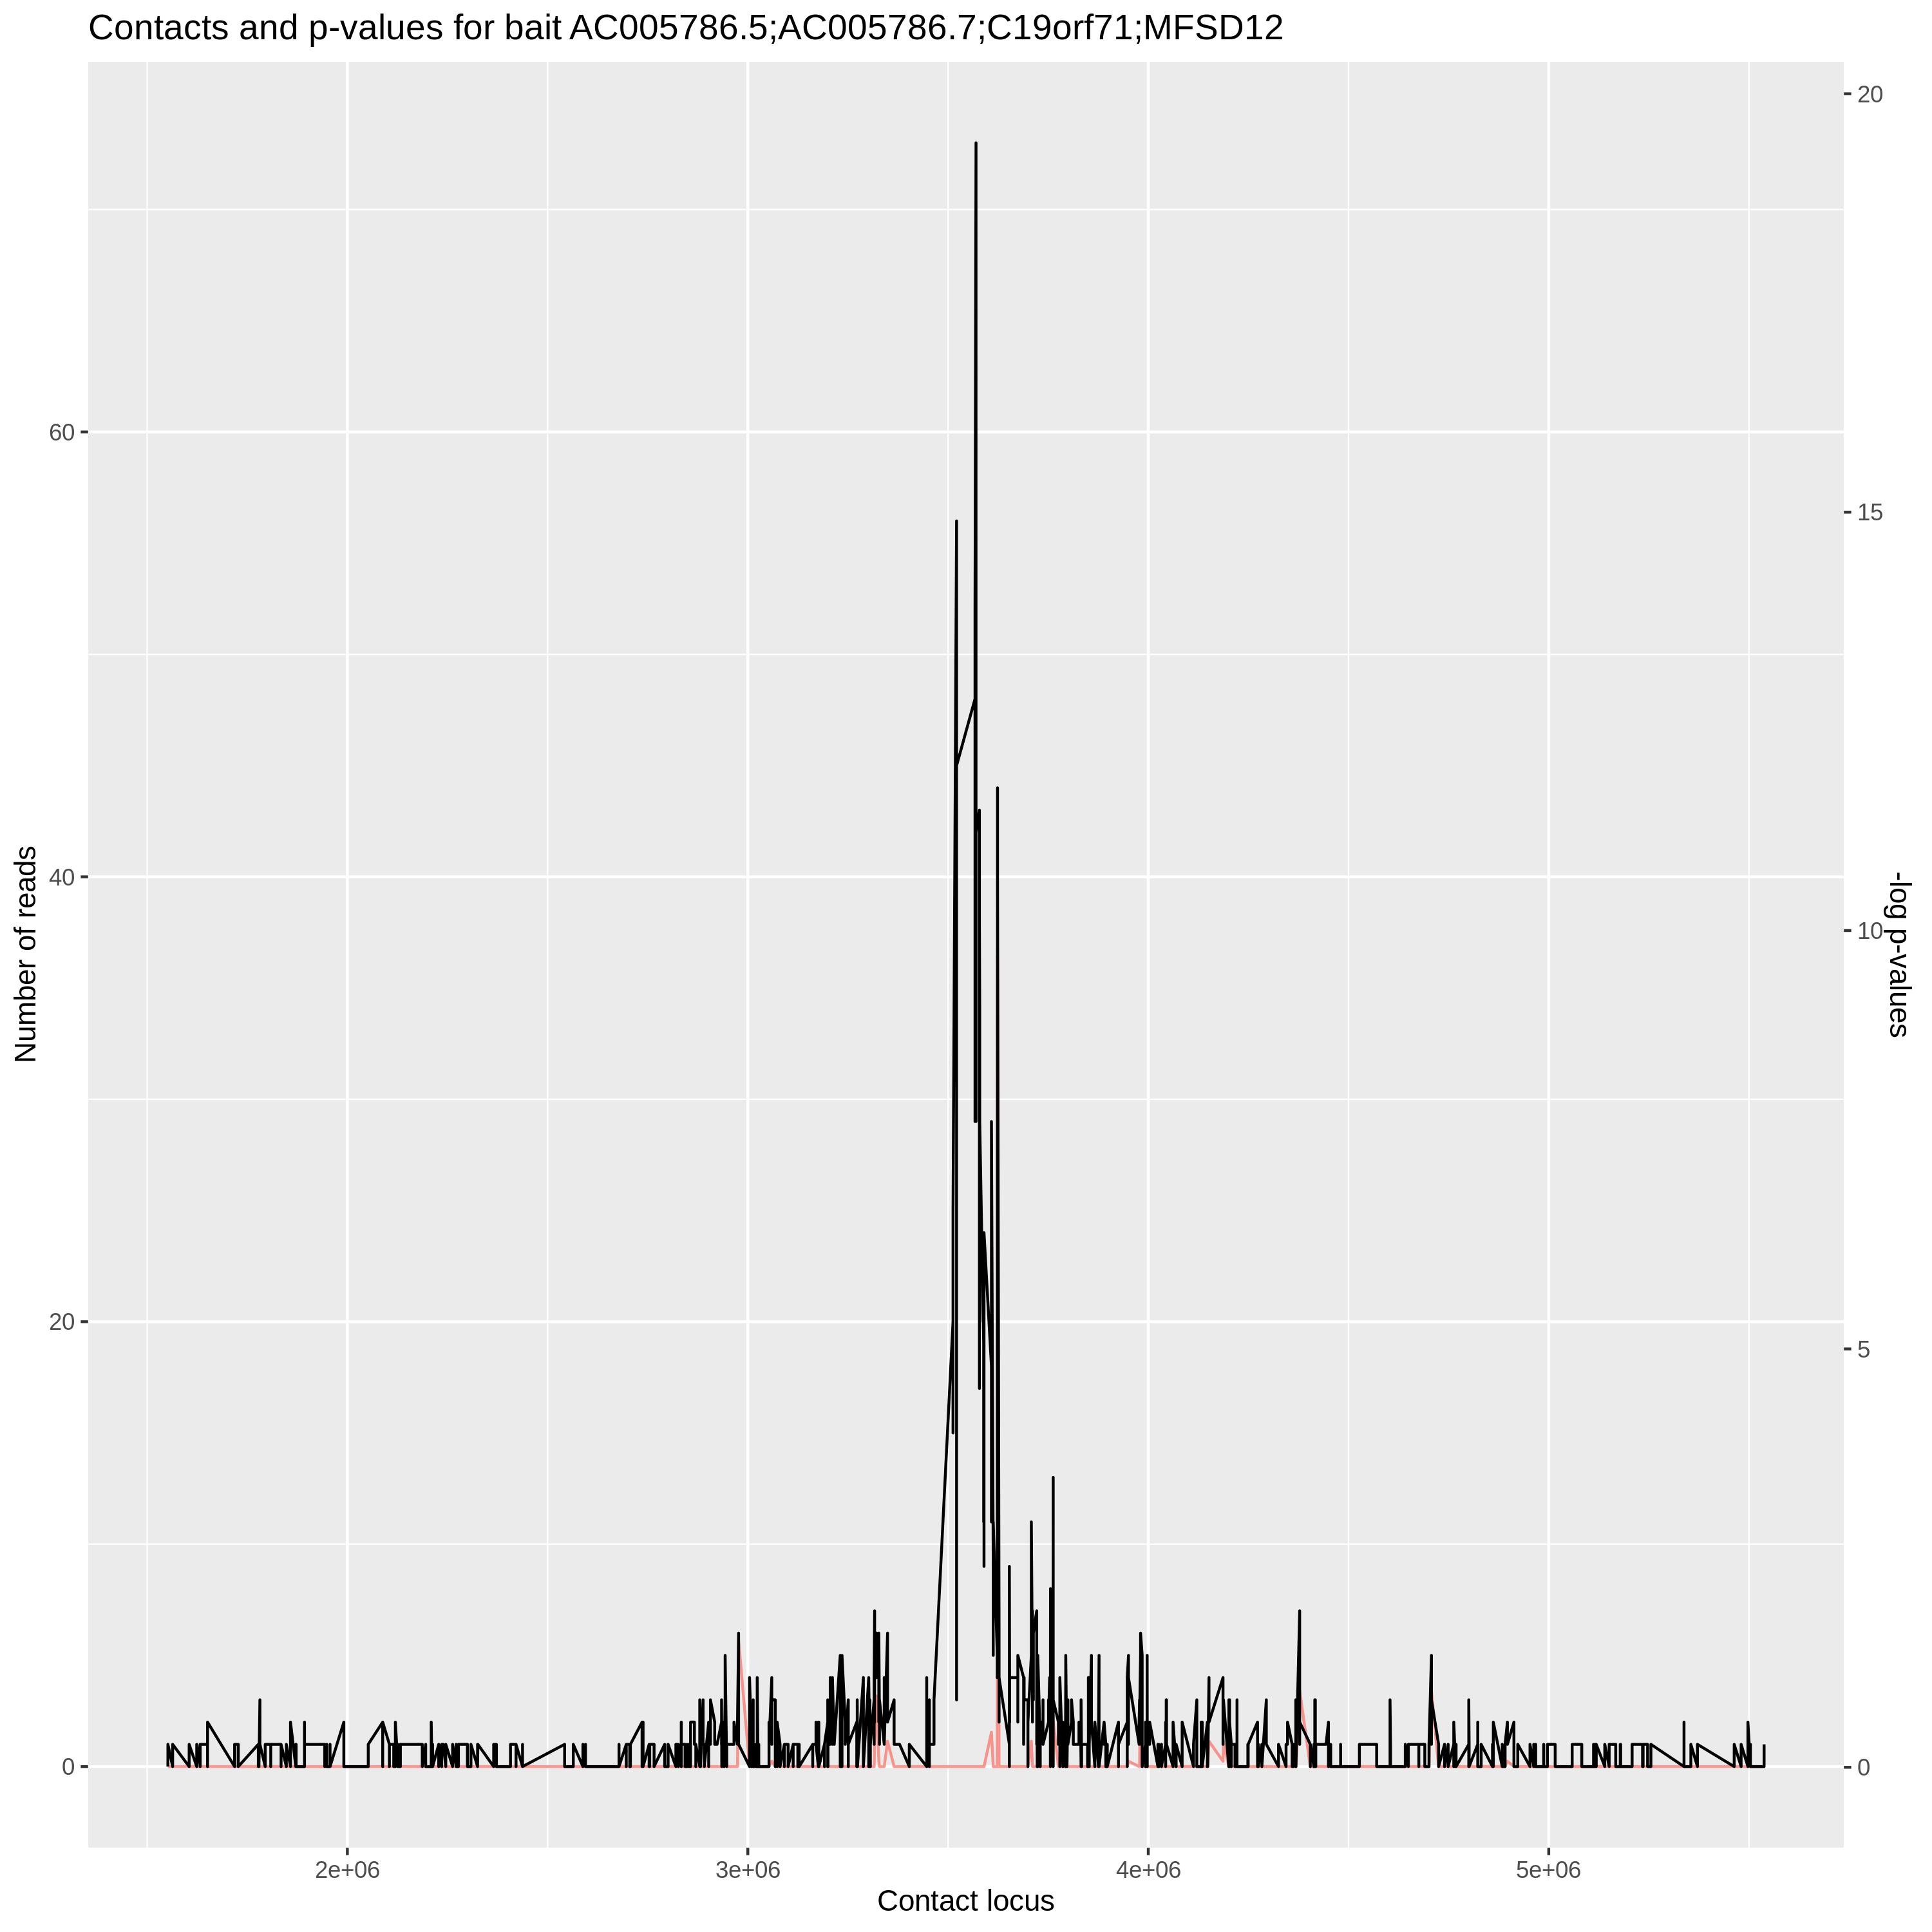 Contacts and p-values for bait AC005786.5;AC005786.7;C19orf71;MFSD12
Number of reads
60
40
20
0
20
15
10
5
0
-log p-values
2e+06
3e+06
4e+06
5e+06
Contact locus